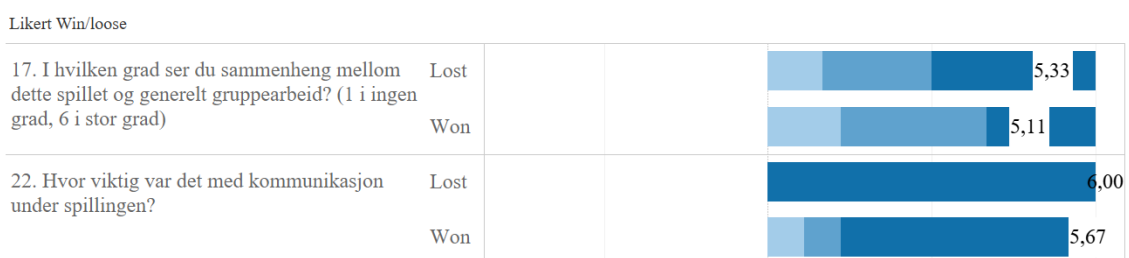 Likert Win/loose
17. I hvilken grad ser du sammenheng mellom
dette spillet og generelt gruppearbeid? (1 i ingen
grad, 6 i stor grad)
Lost
5,33
Won
5,11
22. Hvor viktig var det med kommunikasjon
under spillingen?
Lost
6,00
Won
5,67